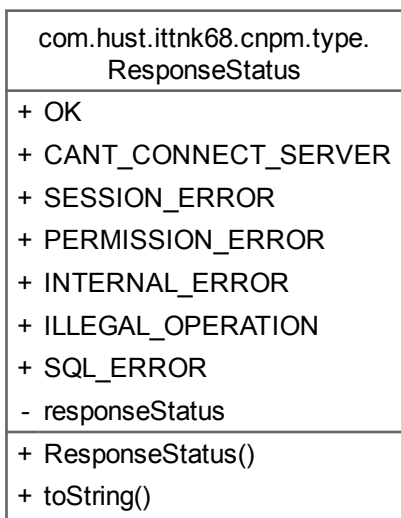 com.hust.ittnk68.cnpm.type.
ResponseStatus
+ OK
+ CANT_CONNECT_SERVER
+ SESSION_ERROR
+ PERMISSION_ERROR
+ INTERNAL_ERROR
+ ILLEGAL_OPERATION
+ SQL_ERROR
- responseStatus
+ ResponseStatus()
+ toString()